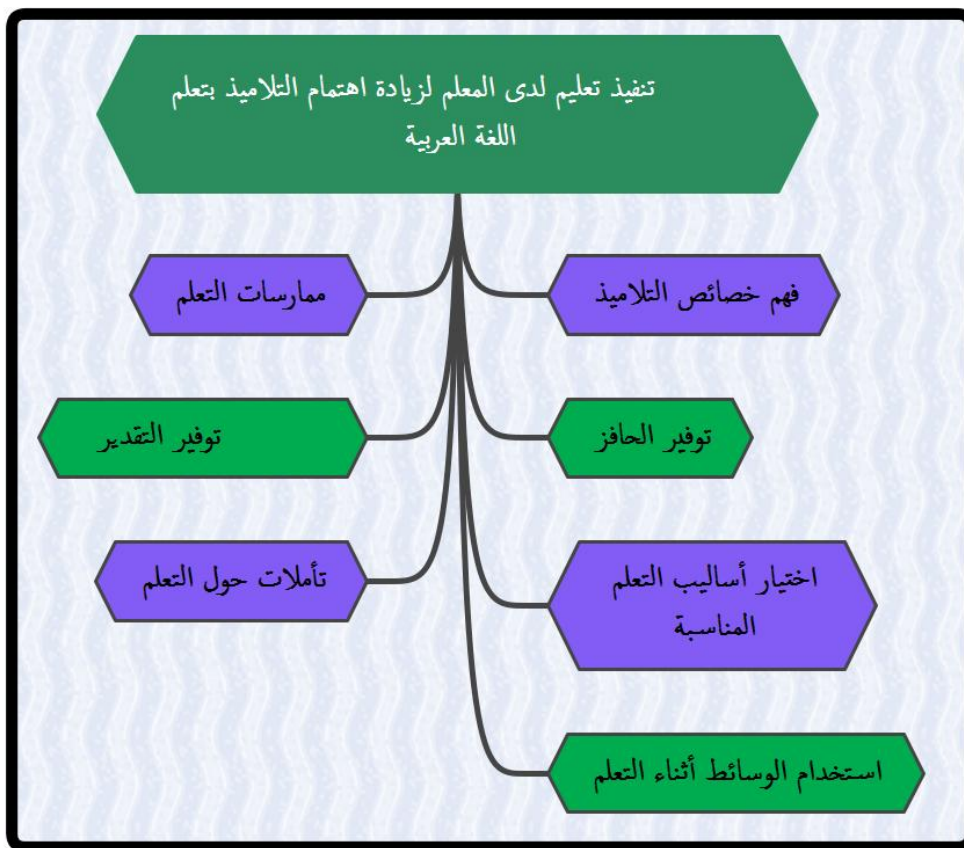 تنفيذ تعليم لدى المعلم لزيادة اهتمام التلاميذ بتعلم
اللغة العربية
فهم خصائص التلاميذ
ممارسات التعلم
توفير الحافز
توفير التقدير
اختيار أساليب التعلم
المناسبة
تأملات حول التعلم
استخدام الوسائط أثناء التعلم